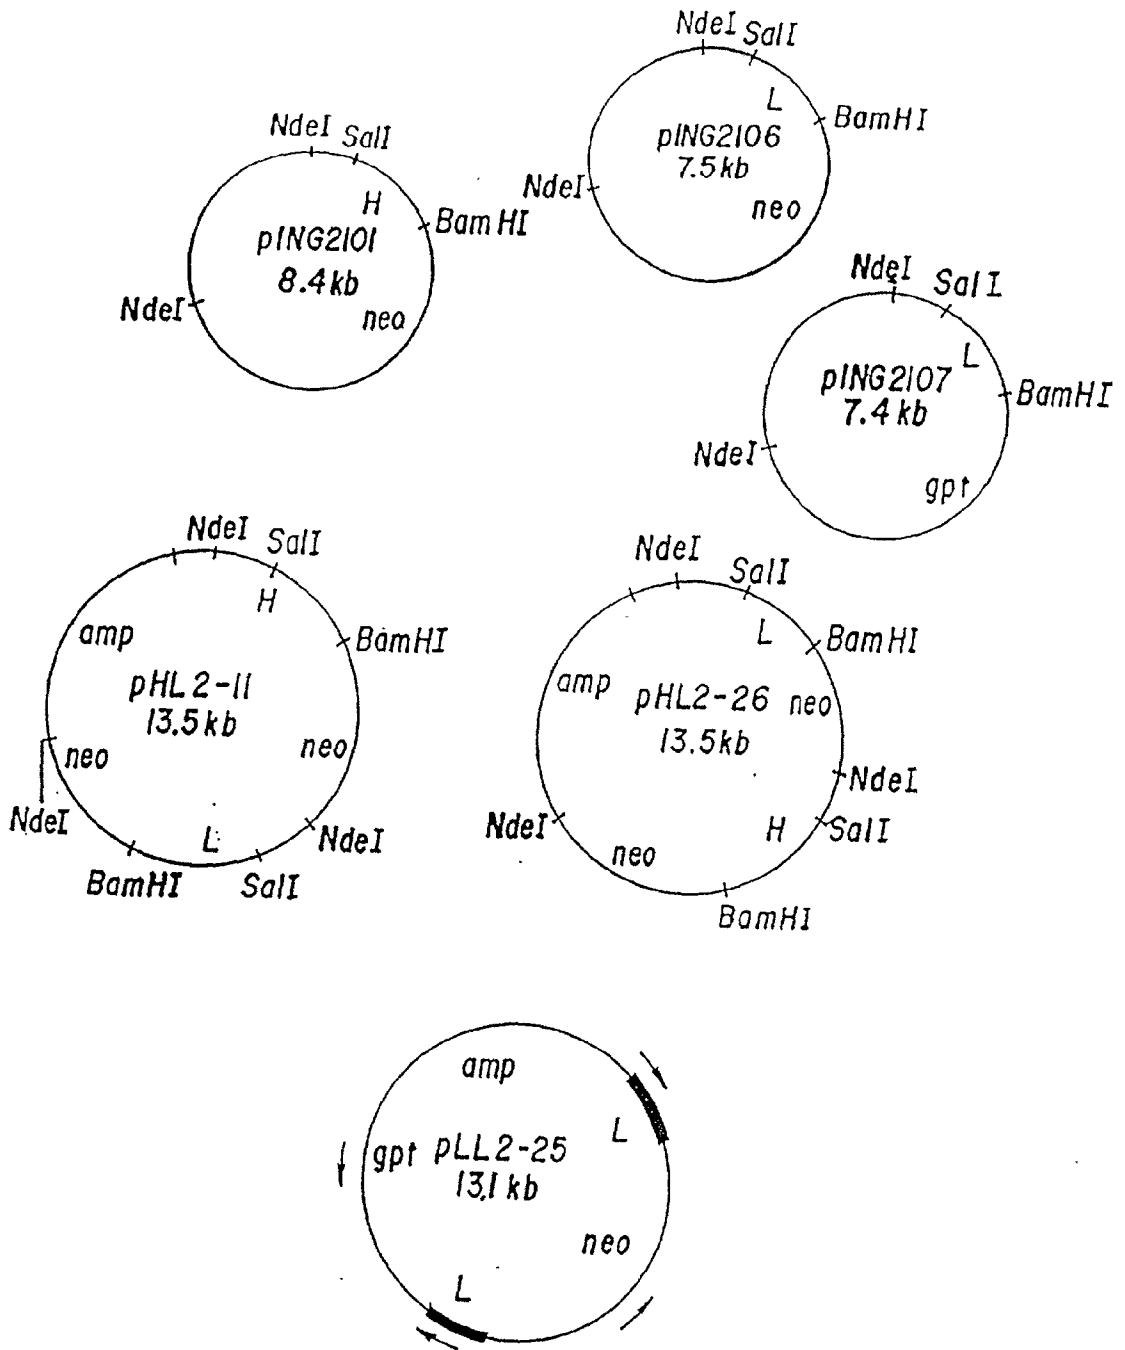 NdeI SalI
L
BamHI
pING2106
7.5kb
NdeI
neo
NdeI SalI
H
BamHI
pING2101
8.4kb
NdeI
neo
NdeI SalI
L
pING2107
7.4kb
BamHI
NdeI
gpt
NdeI SalI
H
amp
BamHI
pHL2-11
13.5kb
neo
neo
NdeI
L
NdeI
BamHI
SalI
NdeI
SalI
L
BamHI
amp
pHL2-26
neo
13.5kb
NdeI
NdeI
H
SalI
neo
BamHI
amp
L
gpt
pLL2-25
13.1kb
neo
L